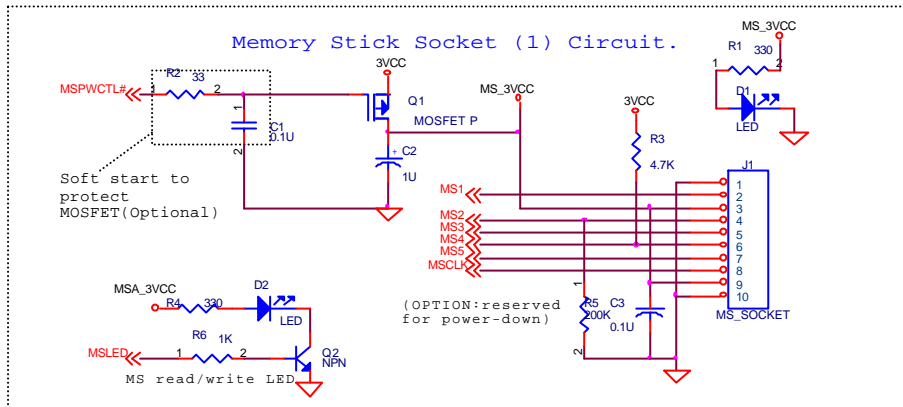 Memory Stick Socket (1) Circuit.
MS_3VCC
R1 330
1 2
D1
LED
3VCC
R2
33
MSPWCTL#
1 2
Q1
MOSFET P
MS_3VCC
3VCC
1
C1
0.1U
2
+
C2
1U
R3
4.7K
Soft start to
protect
MOSFET(Optional)
J1
MS1
MS2
MS3
MS4
MS5
MSCLK
1
2
3
4
5
6
7
8
9
10
MS_SOCKET
MSA_3VCC
R4 330
D2
LED
(OPTION:reserved
for power-down)
1
R5
200K
2
C3
0.1U
R6
1K
MSLED
1 2
Q2
NPN
MS read/write LED